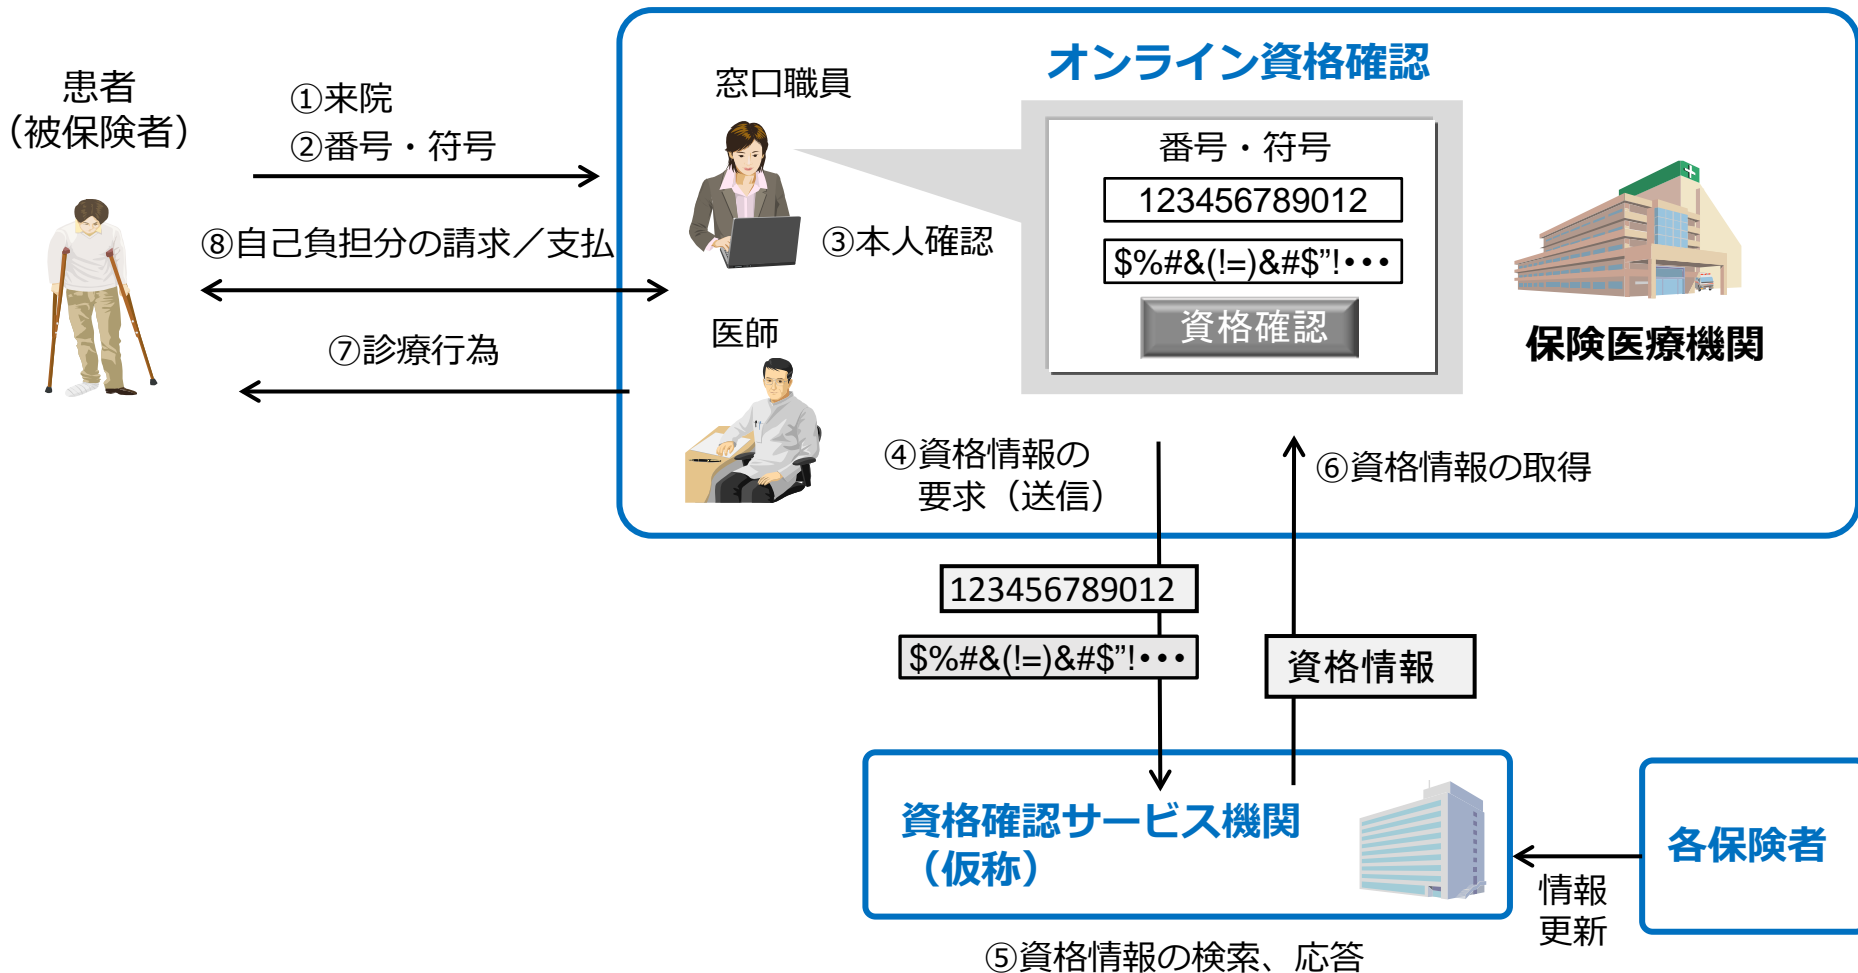 オンライン資格確認
患者
（被保険者）
①来院
②番号・符号
窓口職員
番号・符号
123456789012
$%#&(!=)&#$”!・・・
資格確認
③本人確認
⑧自己負担分の請求／支払
医師
⑦診療行為
保険医療機関
④資格情報の
要求（送信）
⑥資格情報の取得
123456789012
$%#&(!=)&#$”!・・・
資格情報
資格確認サービス機関
（仮称）
各保険者
情報
更新
⑤資格情報の検索、応答